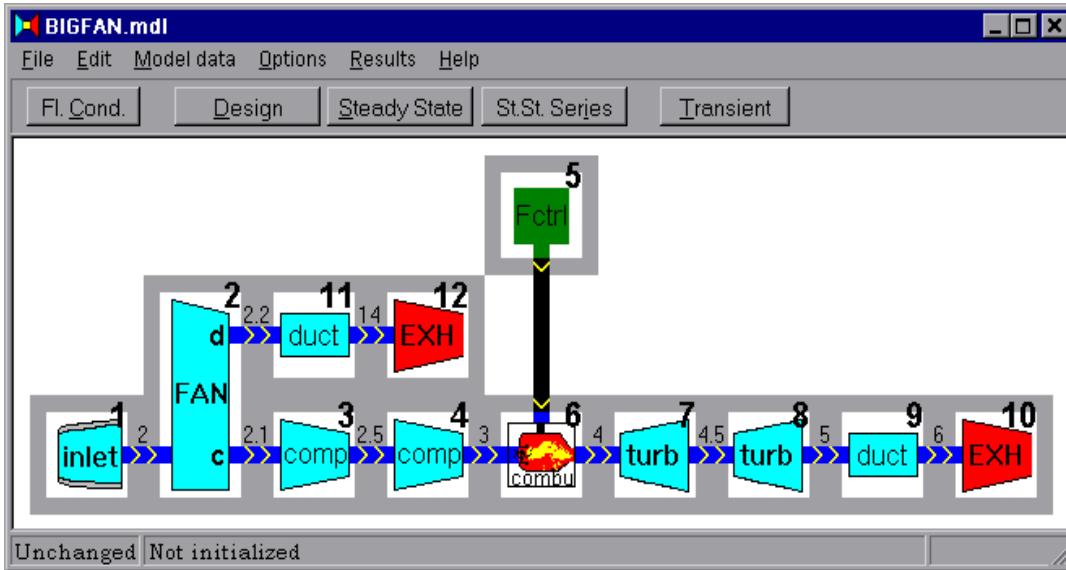 BIGFAN.mdl
File Edit Model data Options Results Help
Fl. Cond. Design Steady State St.St. Series Transient
5
Fctrl
2 2.2 11 14 12
d duct EXH
FAN
1 2 c 2.1 3 2.5 4 3 6 4 7 4.5 8 5 9 6 10
inlet comp comp combu turb turb duct EXH
Unchanged Not initialized